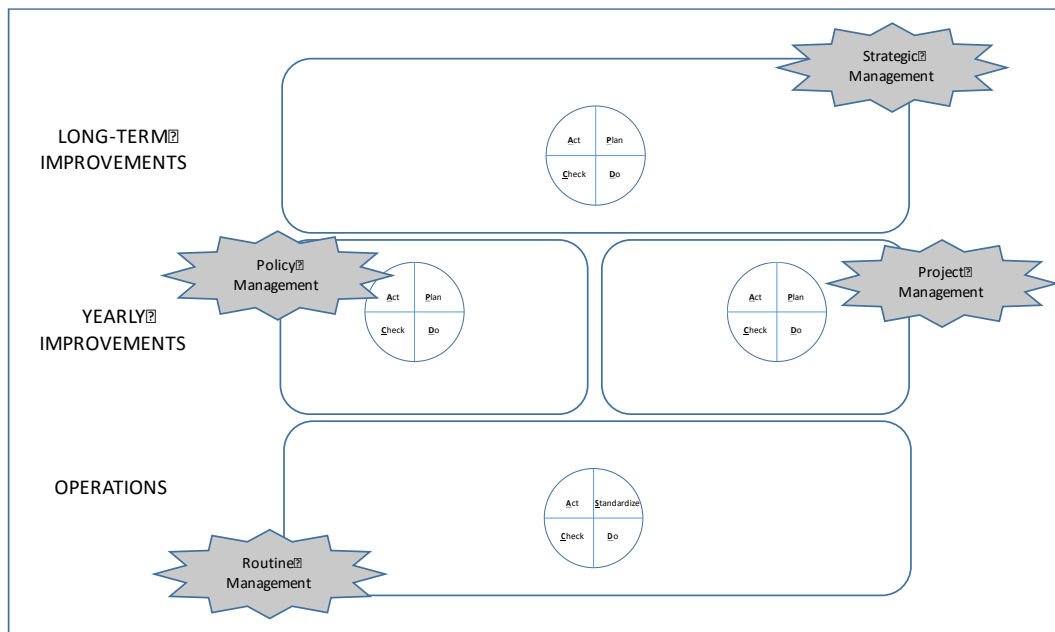 Strategic
Management
LONG-TERM
IMPROVEMENTS
Act Plan
Check Do
Policy
Management
Project
Management
YEARLY
IMPROVEMENTS
Act Plan
Check Do
Act Plan
Check Do
OPERATIONS
Act Standardize
Check Do
Routine
Management